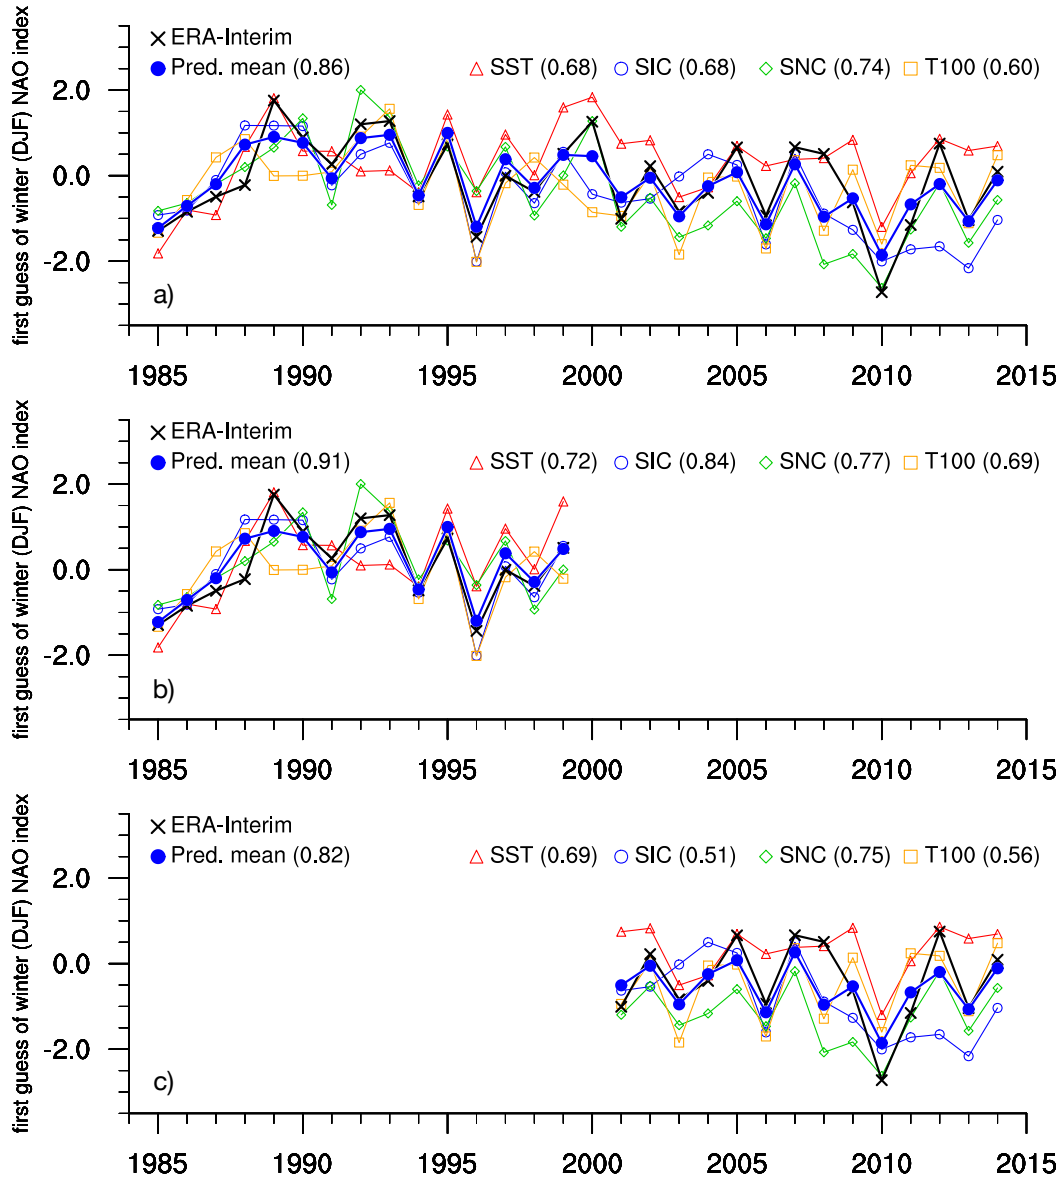 first guess of winter (DJF) NAO index
ERA-Interim
Pred. mean (0.86) SST (0.68) SIC (0.68) SNC (0.74) T100 (0.60)
2.0
0.0
-2.0
a)
1985 1990 1995 2000 2005 2010 2015
first guess of winter (DJF) NAO index
ERA-Interim
Pred. mean (0.91) SST (0.72) SIC (0.84) SNC (0.77) T100 (0.69)
2.0
0.0
-2.0
b)
1985 1990 1995 2000 2005 2010 2015
first guess of winter (DJF) NAO index
ERA-Interim
Pred. mean (0.82) SST (0.69) SIC (0.51) SNC (0.75) T100 (0.56)
2.0
0.0
-2.0
c)
1985 1990 1995 2000 2005 2010 2015